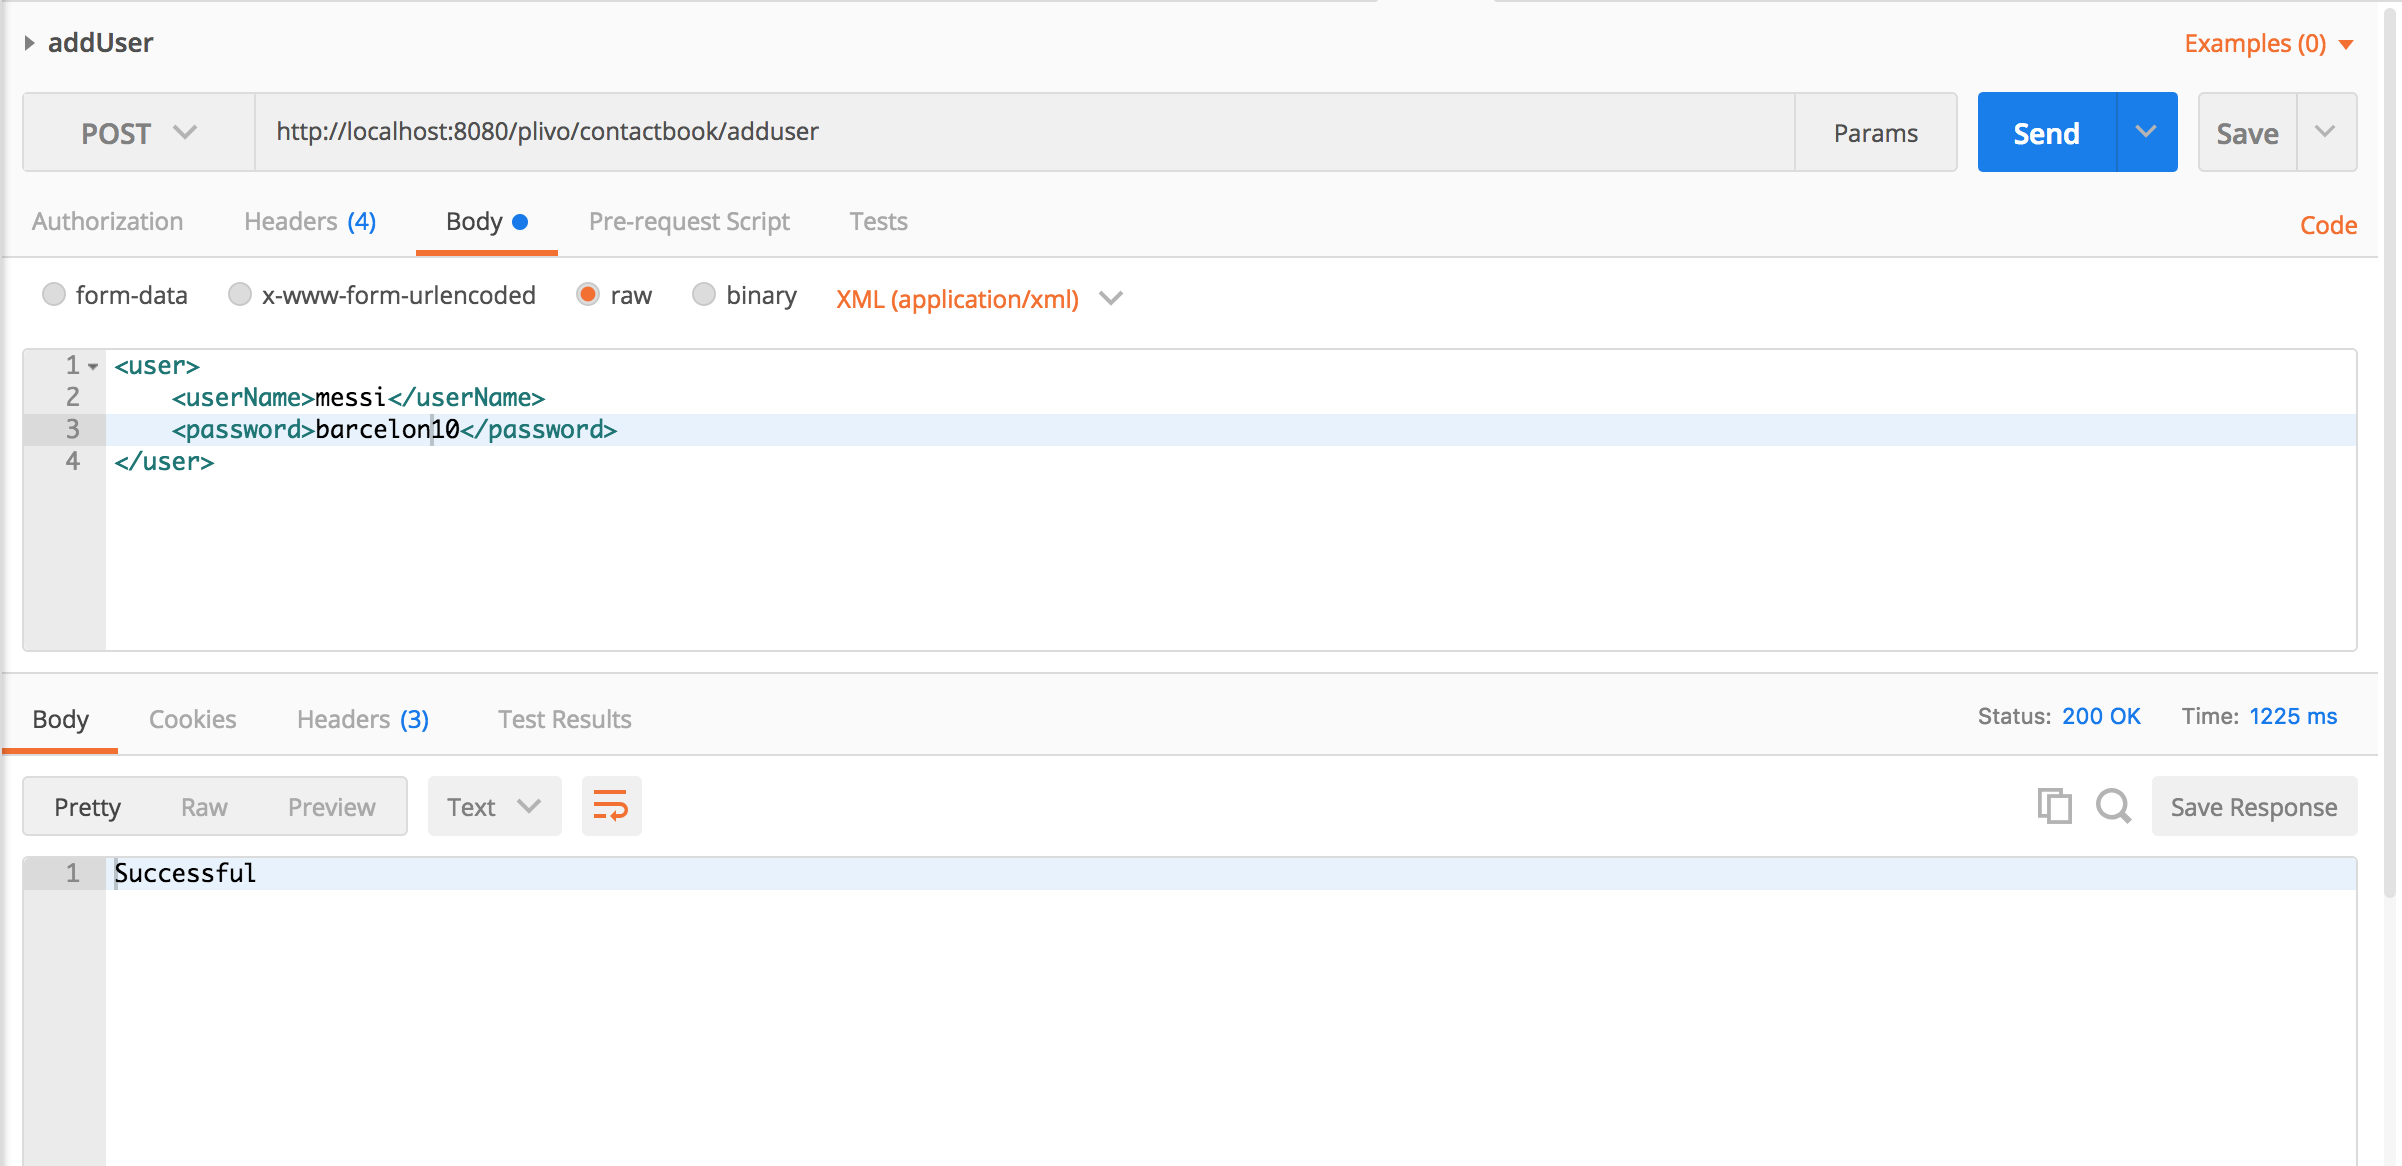 addUser
Examples (0)
POST
http://localhost:8080/plivo/contactbook/adduser
Params
Send
Save
Authorization
Headers (4)
Body
Pre-request Script
Tests
Code
form-data
x-www-form-urlencoded
raw
binary
XML (application/xml)
1 <user>
2 <userName>messi</userName>
3 <password>barcelon10</password>
4 </user>
Body
Cookies
Headers (3)
Test Results
Status: 200 OK
Time: 1225 ms
Pretty
Raw
Preview
Text
Save Response
1 Successful